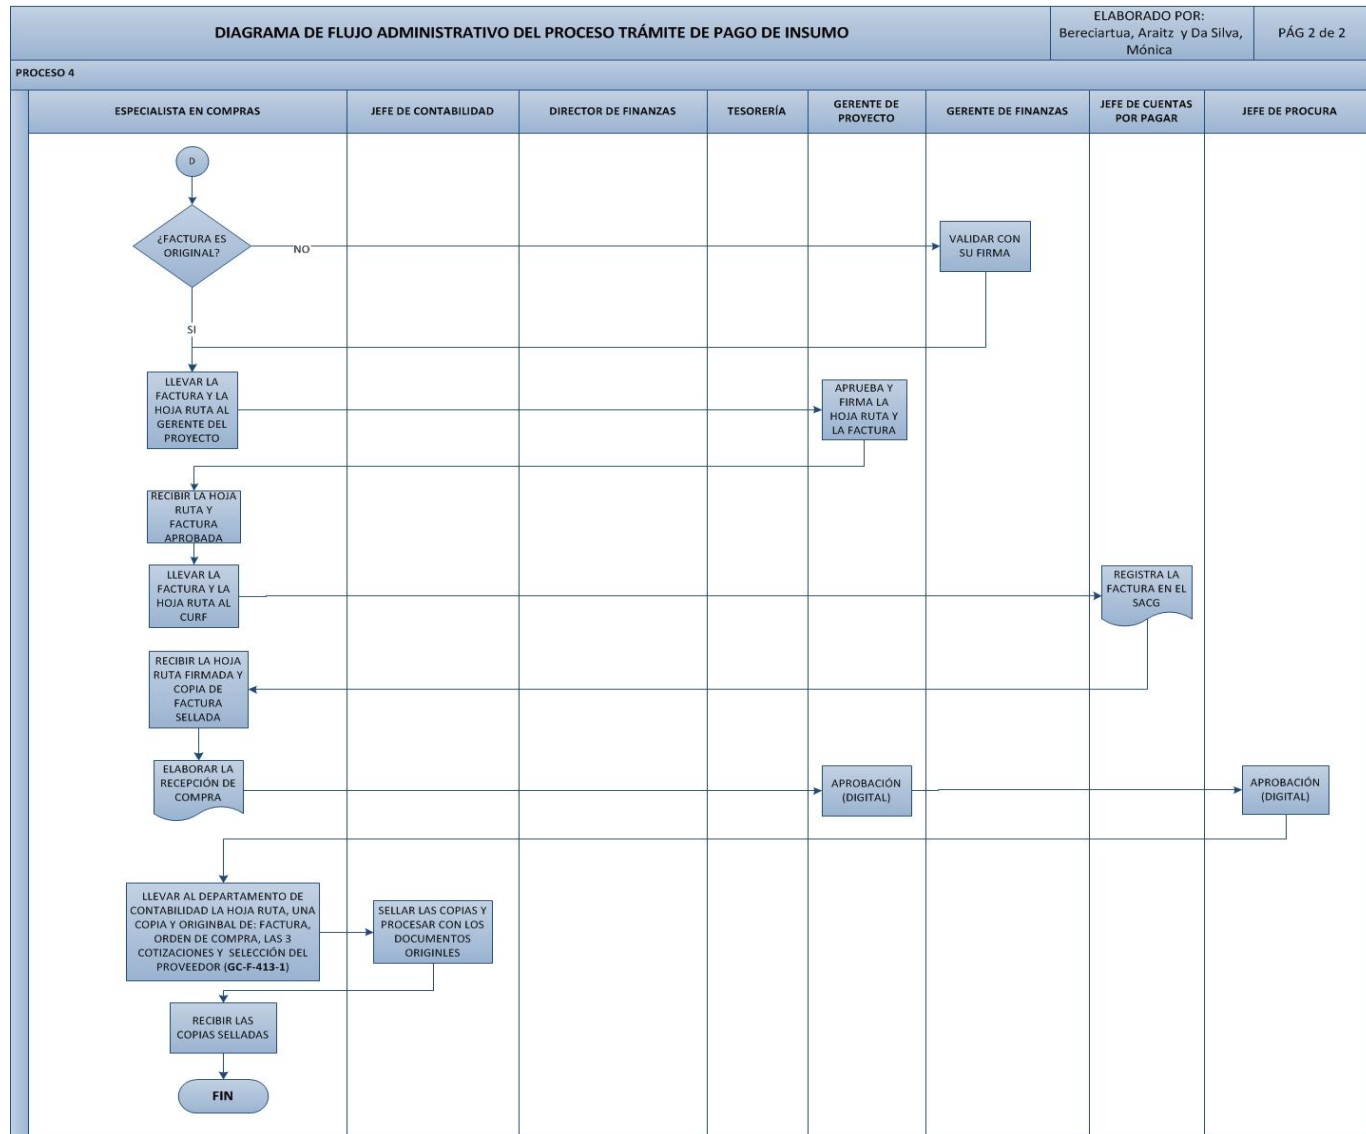 DIAGRAMA DE FLUJO ADMINISTRATIVO DEL PROCESO TRÁMITE DE PAGO DE INSUMO
ELABORADO POR:
Bereciartua, Araitz y Da Silva,
Mónica
PÁG 2 de 2
PROCESO 4
ESPECIALISTA EN COMPRAS
JEFE DE CONTABILIDAD
DIRECTOR DE FINANZAS
TESORERÍA
GERENTE DE
PROYECTO
GERENTE DE FINANZAS
JEFE DE CUENTAS
POR PAGAR
JEFE DE PROCURA
D
¿FACTURA ES
ORIGINAL?
NO
VALIDAR CON
SU FIRMA
SI
LLEVAR LA
FACTURA Y LA
HOJA RUTA AL
GERENTE DEL
PROYECTO
APRUEBA Y
FIRMA LA
HOJA RUTA Y
LA FACTURA
RECIBIR LA HOJA
RUTA Y
FACTURA
APROBADA
LLEVAR LA
FACTURA Y LA
HOJA RUTA AL
CURF
REGISTRA LA
FACTURA EN EL
SACG
RECIBIR LA HOJA
RUTA FIRMADA Y
COPIA DE
FACTURA
SELLADA
ELABORAR LA
RECEPCIÓN DE
COMPRA
APROBACIÓN
(DIGITAL)
APROBACIÓN
(DIGITAL)
LLEVAR AL DEPARTAMENTO DE
CONTABILIDAD LA HOJA RUTA, UNA
COPIA Y ORIGINBAL DE: FACTURA,
ORDEN DE COMPRA, LAS 3
COTIZACIONES Y SELECCIÓN DEL
PROVEEDOR (GC-F-413-1)
SELLAR LAS COPIAS Y
PROCESAR CON LOS
DOCUMENTOS
ORIGINLES
RECIBIR LAS
COPIAS SELLADAS
FIN